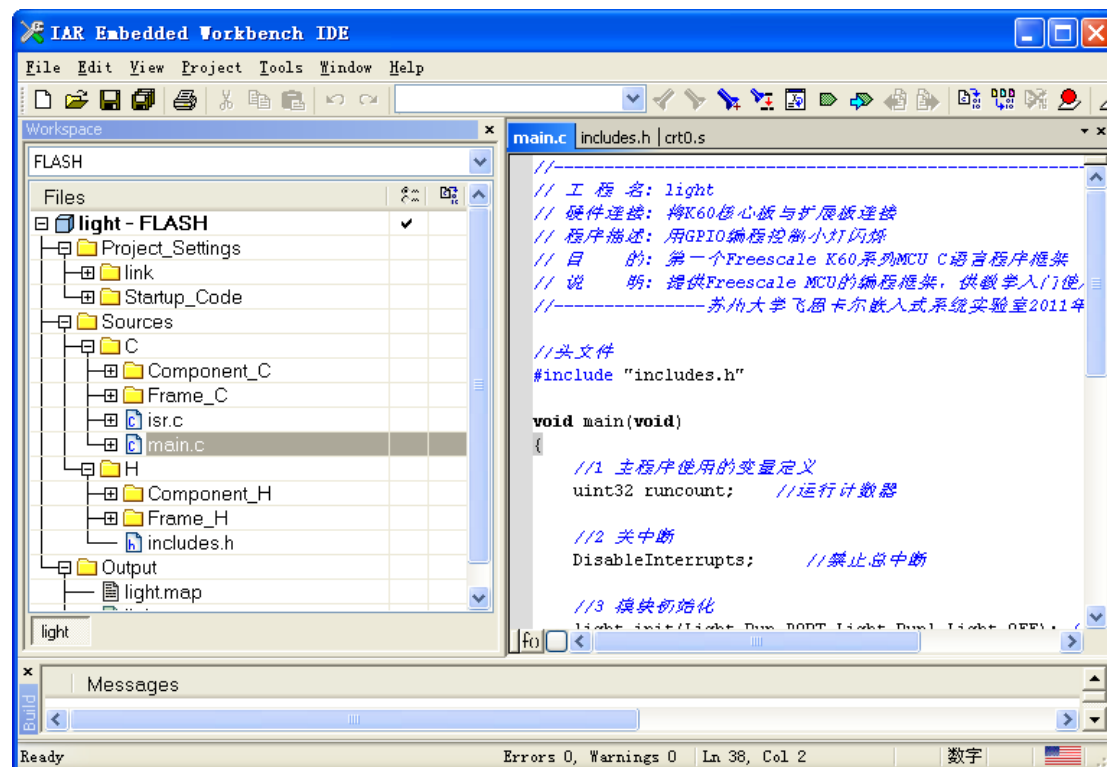 IAR Embedded Workbench IDE
File Edit View Project Tools Window Help
Workspace
FLASH
Files
light - FLASH
Project_Settings
link
Startup_Code
Sources
C
Component_C
Frame_C
isr.c
main.c
H
Component_H
Frame_H
includes.h
Output
light.map
light
main.c includes.h crt0.s
//-----------------------------------------------------------
// 工 程 名: light
// 硬件连接: 将K60核心板与扩展板连接
// 程序描述: 用GPIO编程控制小灯闪烁
// 目 的: 第一个Freescale K60系列MCU C语言程序框架
// 说 明: 提供Freescale MCU的编程框架，供教学入门使
//----------------苏州大学飞思卡尔嵌入式系统实验室2011年
//头文件
#include "includes.h"
void main(void)
{
//1 主程序使用的变量定义
uint32 runcount; //运行计数器
//2 关中断
DisableInterrupts; //禁止总中断
//3 模块初始化
light_init(Light_Run_PORT,Light_Run1,Light_OFF); /
fo
Messages
Build
Ready
Errors 0, Warnings 0
Ln 38, Col 2
数字